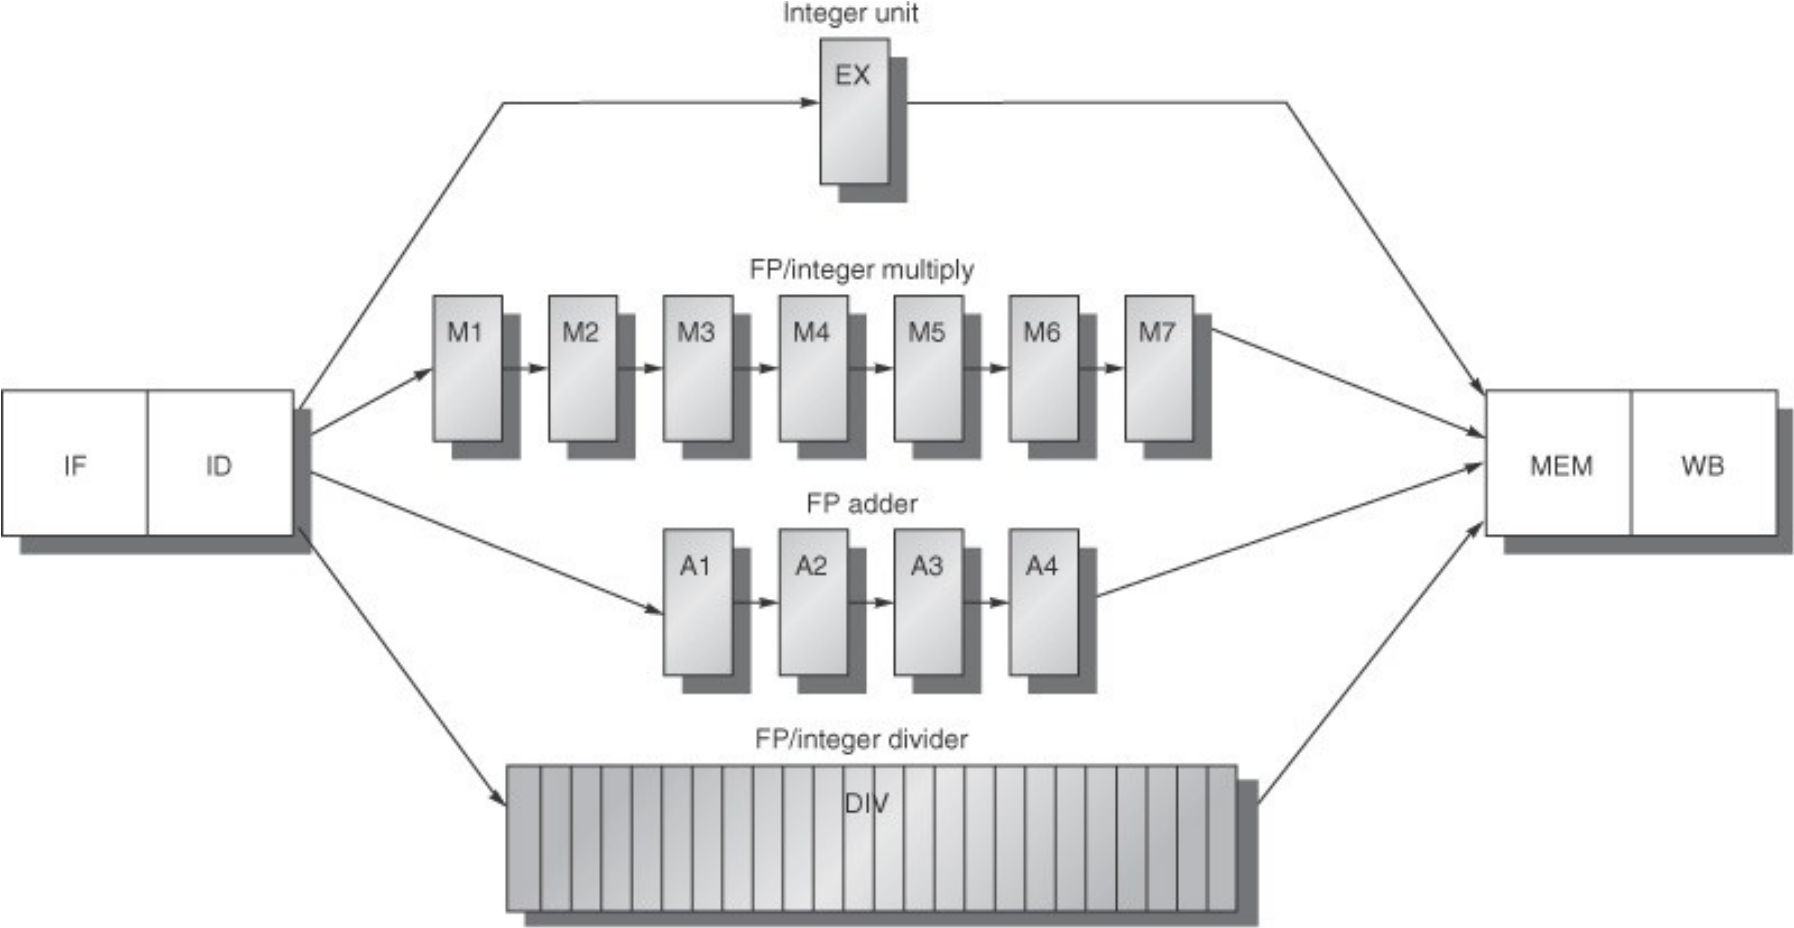 Integer unit
EX
FP/integer multiply
M1 M2 M3 M4 M5 M6 M7
IF ID
MEM WB
FP adder
A1 A2 A3 A4
FP/integer divider
DIV